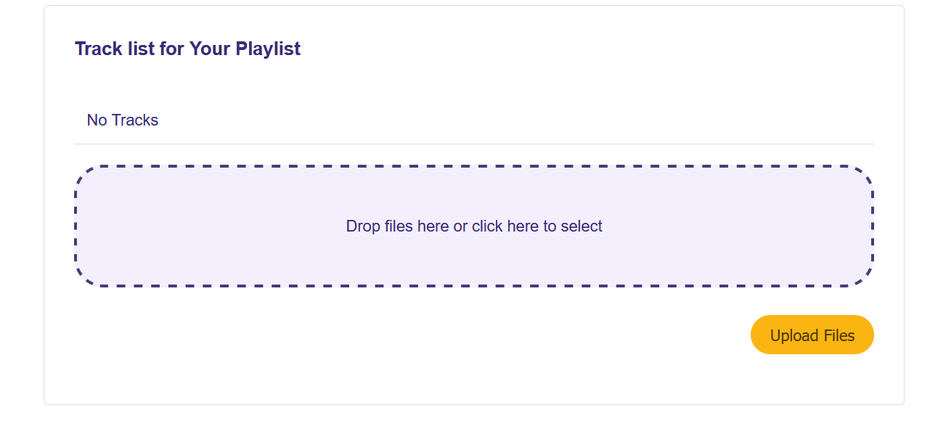 Track list for Your Playlist
No Tracks
Drop files here or click here to select
Upload Files